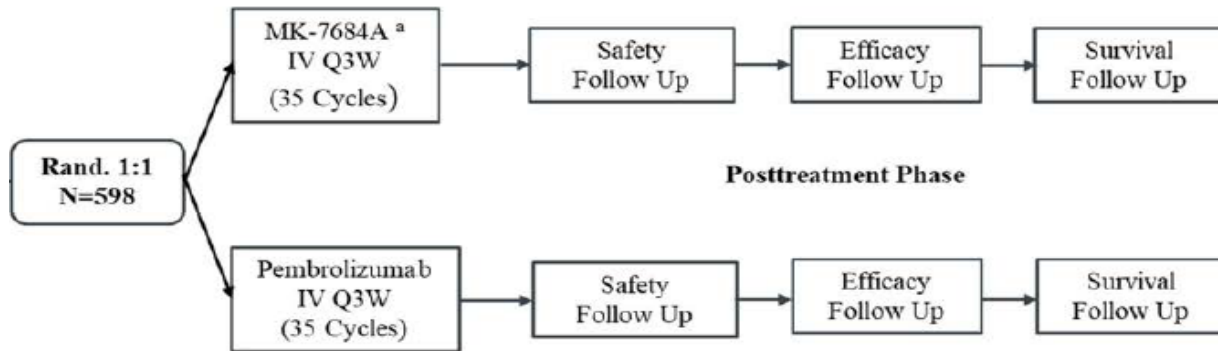 MK-7684A a
IV Q3W
(35 Cycles)
Safety
Follow Up
Efficacy
Follow Up
Survival
Follow Up
Rand. 1:1
N=598
Posttreatment Phase
Pembrolizumab
IV Q3W
(35 Cycles)
Safety
Follow Up
Efficacy
Follow Up
Survival
Follow Up